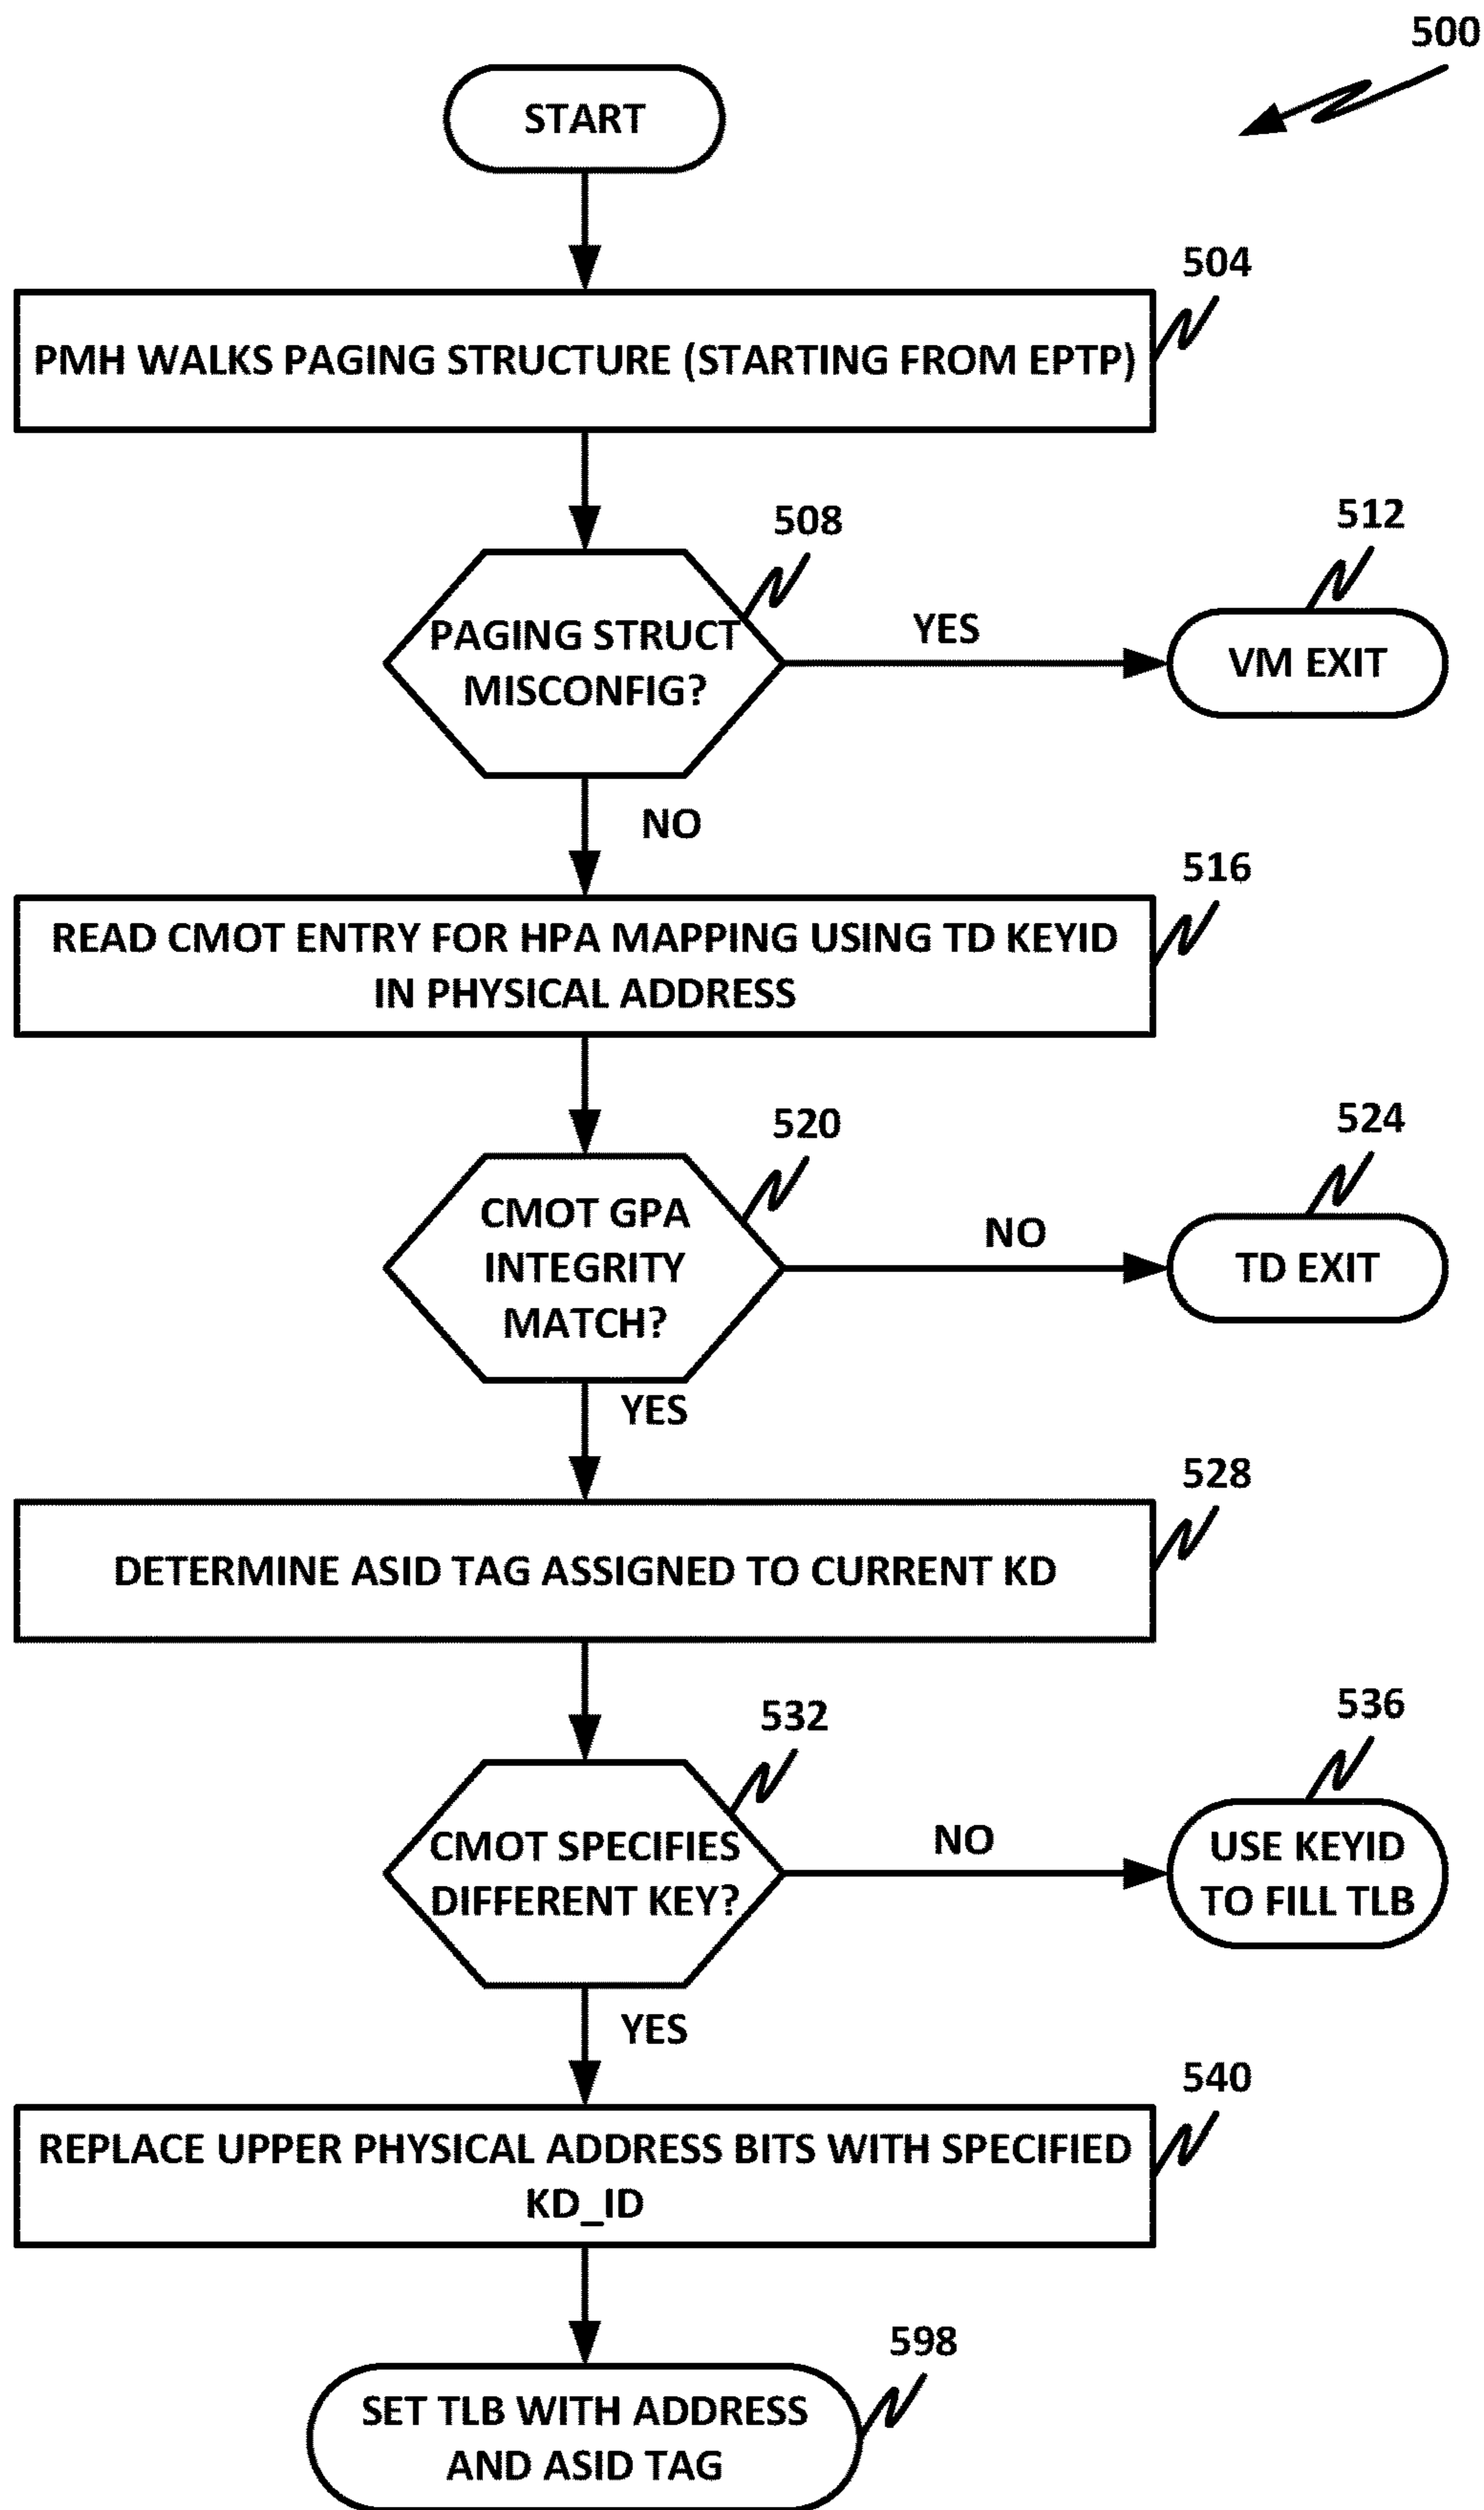 500
START
504
PMH WALKS PAGING STRUCTURE (STARTING FROM EPTP)
508
512
PAGING STRUCT
MISCONFIG?
YES
VM EXIT
NO
516
READ CMOT ENTRY FOR HPA MAPPING USING TD KEYID
IN PHYSICAL ADDRESS
520
524
CMOT GPA
INTEGRITY
MATCH?
NO
TD EXIT
YES
528
DETERMINE ASID TAG ASSIGNED TO CURRENT KD
532
536
CMOT SPECIFIES
DIFFERENT KEY?
NO
USE KEYID
TO FILL TLB
YES
540
REPLACE UPPER PHYSICAL ADDRESS BITS WITH SPECIFIED
KD_ID
598
SET TLB WITH ADDRESS
AND ASID TAG